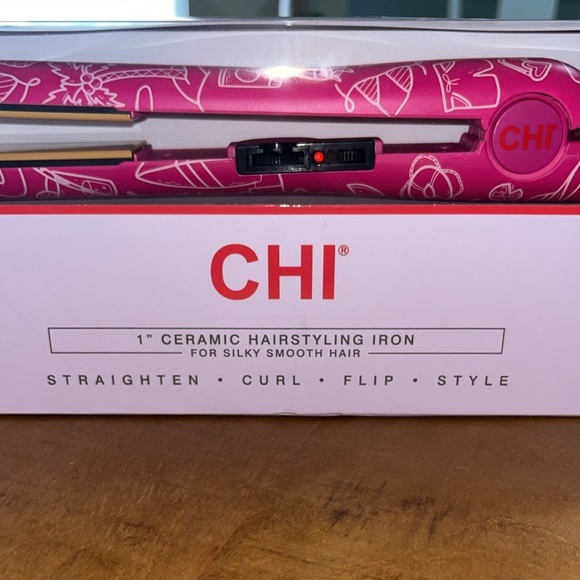 CHI
CHI®
1” CERAMIC HAIRSTYLING IRON
FOR SILKY SMOOTH HAIR
STRAIGHTEN • CURL • FLIP • STYLE